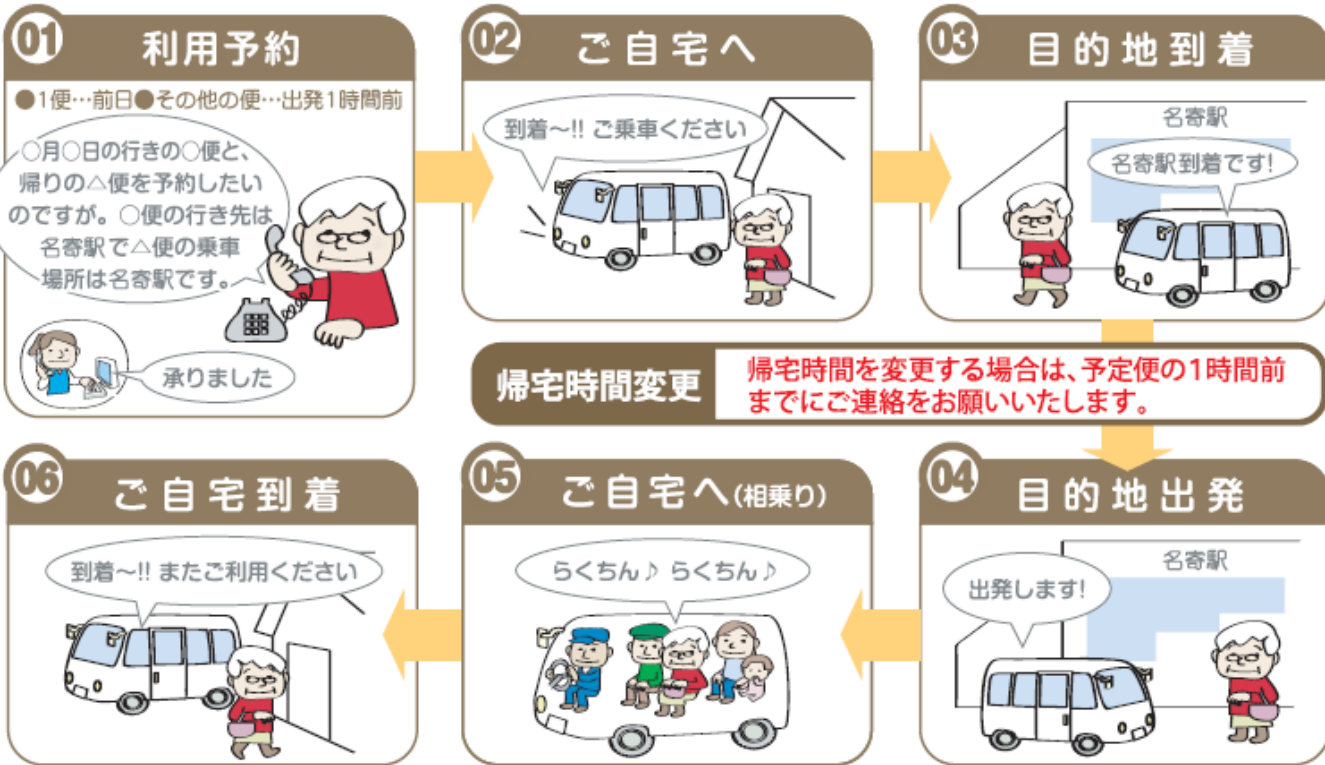 01 利用予約
●1便…前日●その他の便…出発1時間前
○月○日の行きの○便と、
帰りの△便を予約したい
のですが。○便の行き先は
名寄駅で△便の乗車
場所は名寄駅です。
承りました
02 ご自宅へ
到着～!! ご乗車ください
03 目的地到着
名寄駅
名寄駅到着です!
帰宅時間変更
帰宅時間を変更する場合は、予定便の1時間前
までにご連絡をお願いいたします。
04 目的地出発
名寄駅
出発します!
05 ご自宅へ(相乗り)
らくちん♪ らくちん♪
06 ご自宅到着
到着～!! またご利用ください